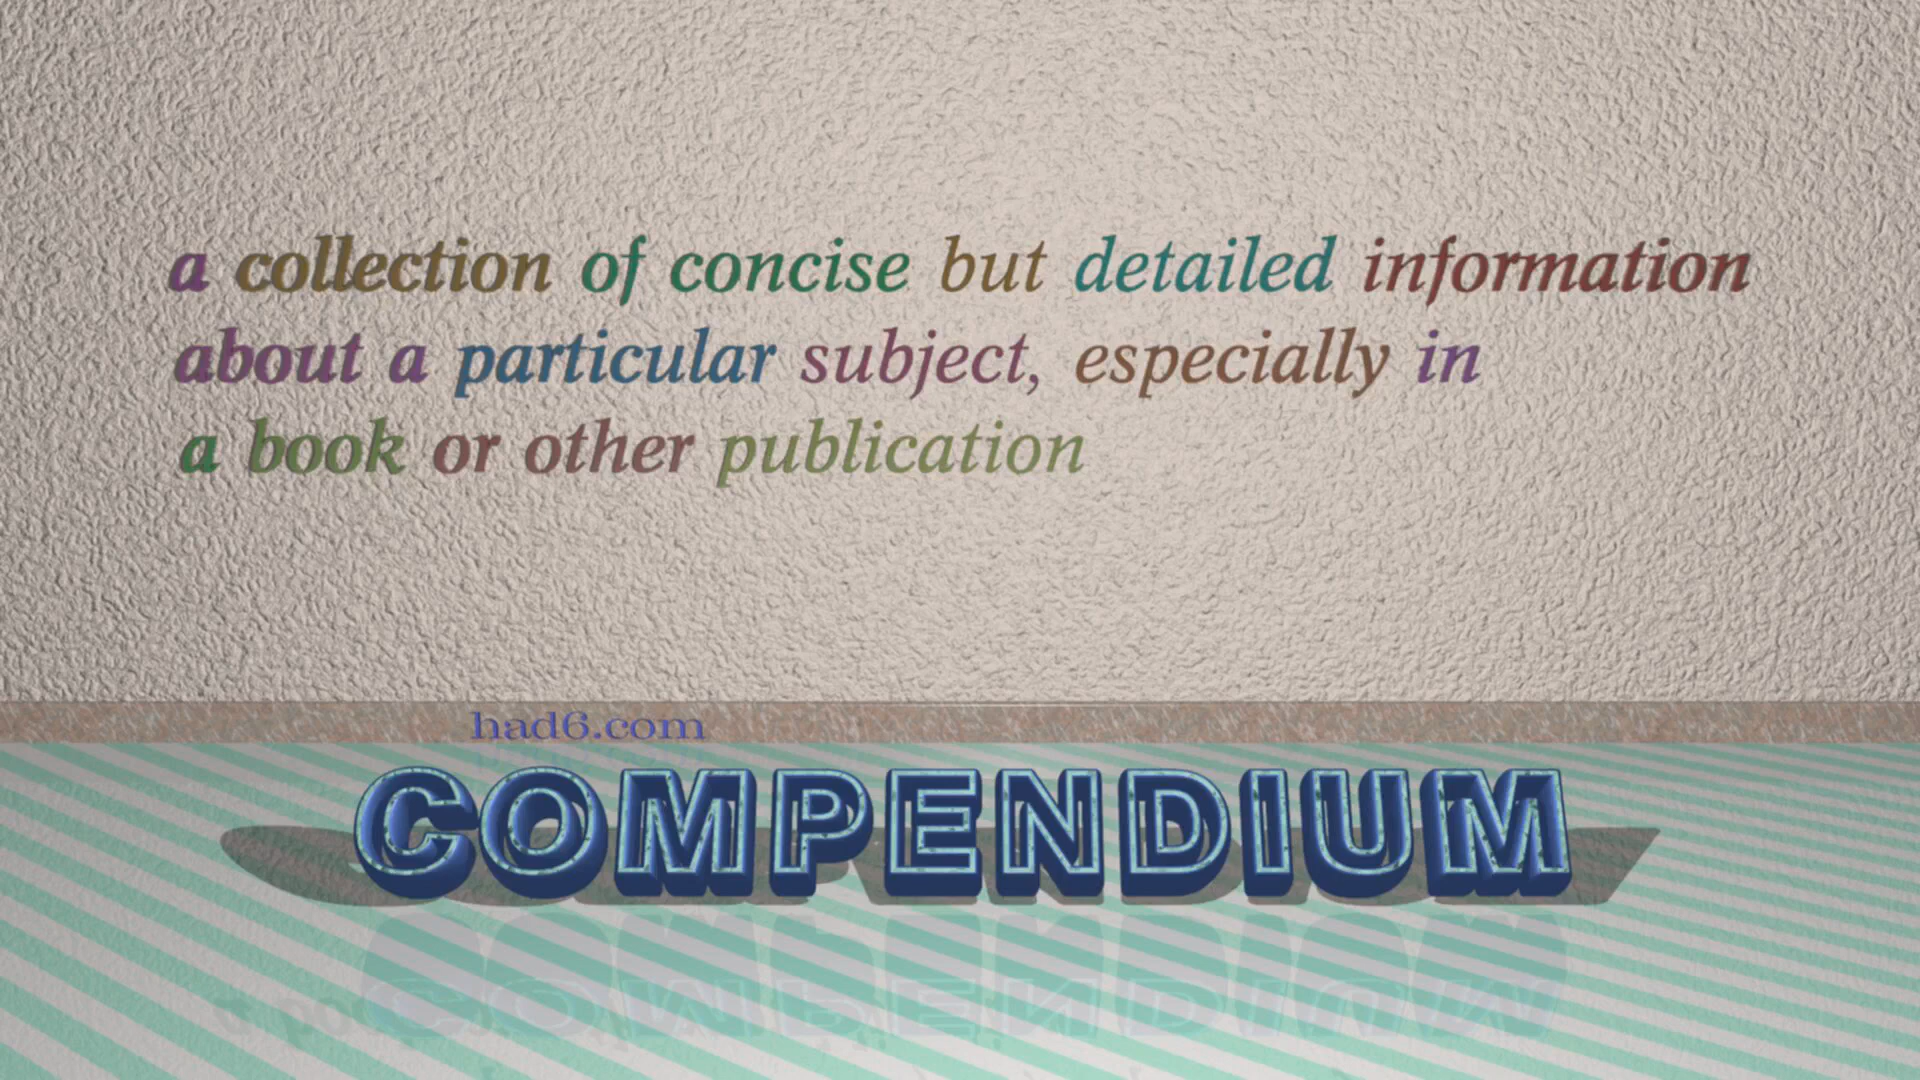 a collection of concise but detailed information
about a particular subject, especially in
a book or other publication
had6.com
COMPENDIUM